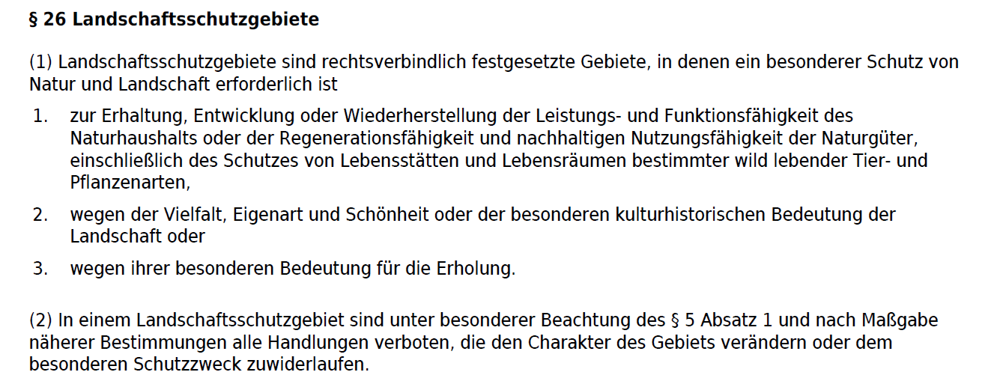 § 26 Landschaftsschutzgebiete
(1) Landschaftsschutzgebiete sind rechtsverbindlich festgesetzte Gebiete, in denen ein besonderer Schutz von
Natur und Landschaft erforderlich ist
1. zur Erhaltung, Entwicklung oder Wiederherstellung der Leistungs- und Funktionsfähigkeit des
Naturhaushalts oder der Regenerationsfähigkeit und nachhaltigen Nutzungsfähigkeit der Naturgüter,
einschließlich des Schutzes von Lebensstätten und Lebensräumen bestimmter wild lebender Tier- und
Pflanzenarten,
2. wegen der Vielfalt, Eigenart und Schönheit oder der besonderen kulturhistorischen Bedeutung der
Landschaft oder
3. wegen ihrer besonderen Bedeutung für die Erholung.
(2) In einem Landschaftsschutzgebiet sind unter besonderer Beachtung des § 5 Absatz 1 und nach Maßgabe
näherer Bestimmungen alle Handlungen verboten, die den Charakter des Gebiets verändern oder dem
besonderen Schutzzweck zuwiderlaufen.